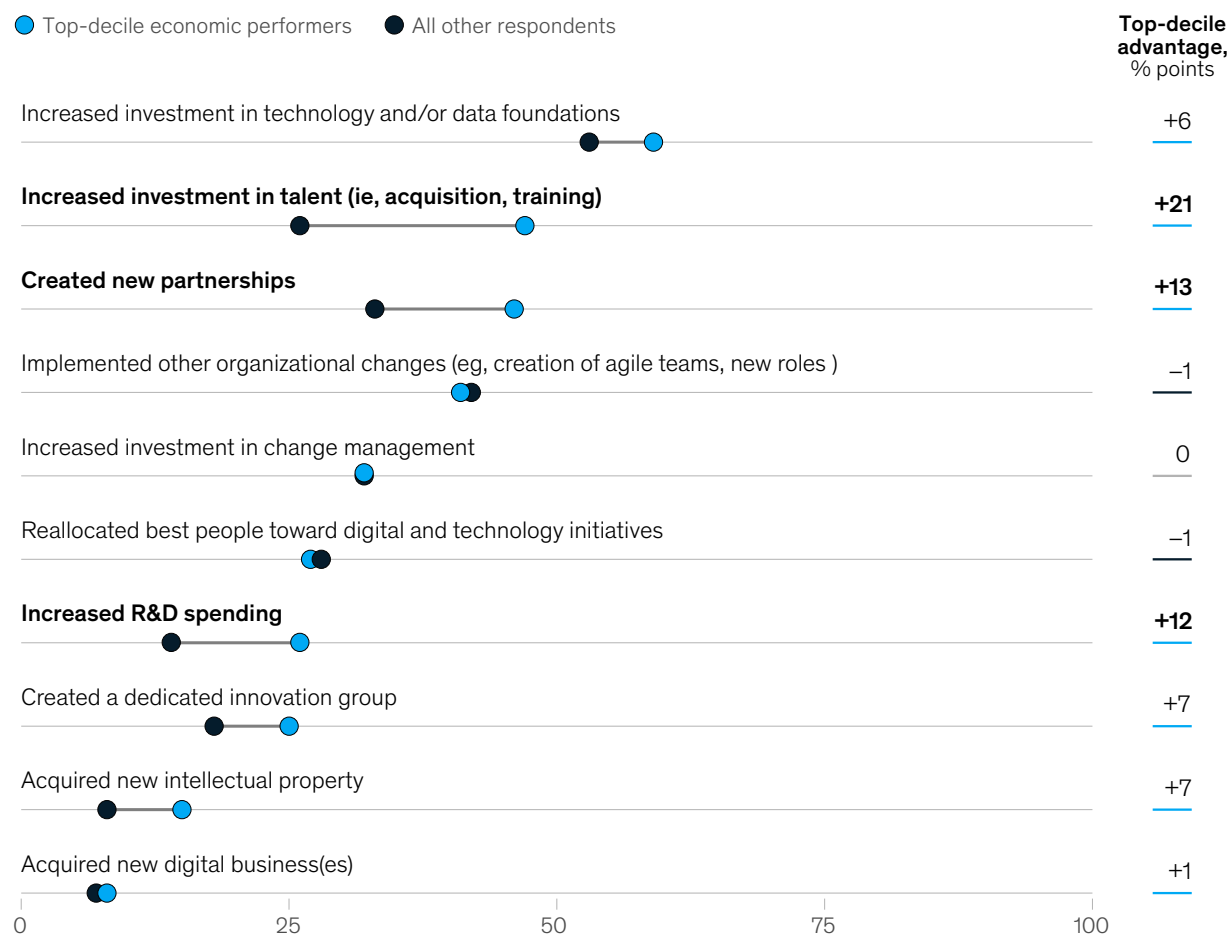 Top-decile economic performers
All other respondents
Top-decile
advantage,
% points
Increased investment in technology and/or data foundations
+6
Increased investment in talent (ie, acquisition, training)
+21
Created new partnerships
+13
Implemented other organizational changes (eg, creation of agile teams, new roles )
–1
Increased investment in change management
0
Reallocated best people toward digital and technology initiatives
–1
Increased R&D spending
+12
Created a dedicated innovation group
+7
Acquired new intellectual property
+7
Acquired new digital business(es)
+1
0 25 50 75 100